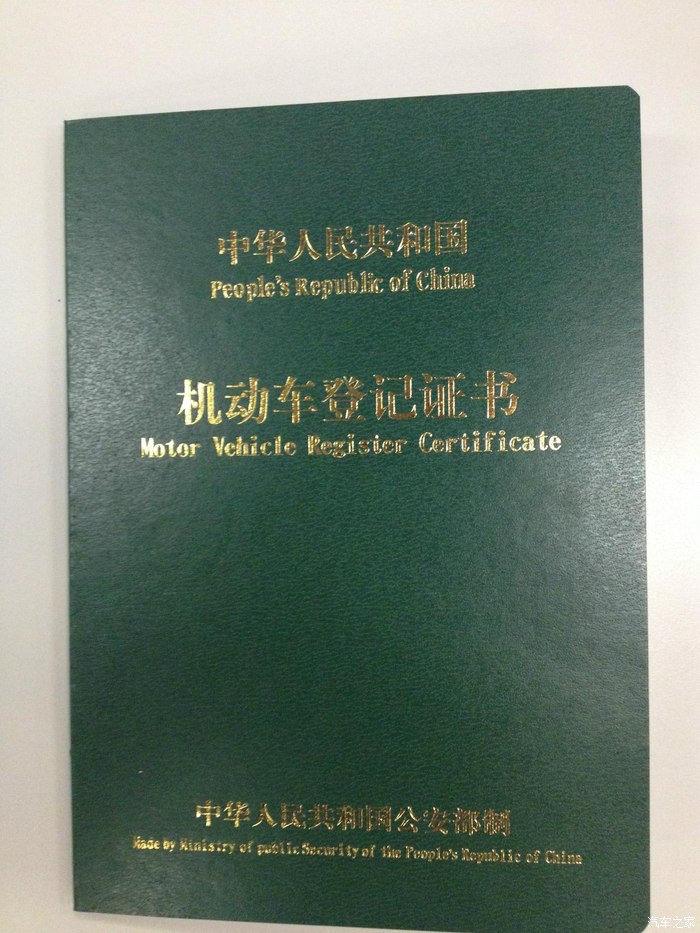 中华人民共和国
People's Republic of China
机动车登记证书
Motor Vehicle Register Certificate
中华人民共和国公安部制
Made by Ministry of public Security of the People's Republic of China
汽车之家